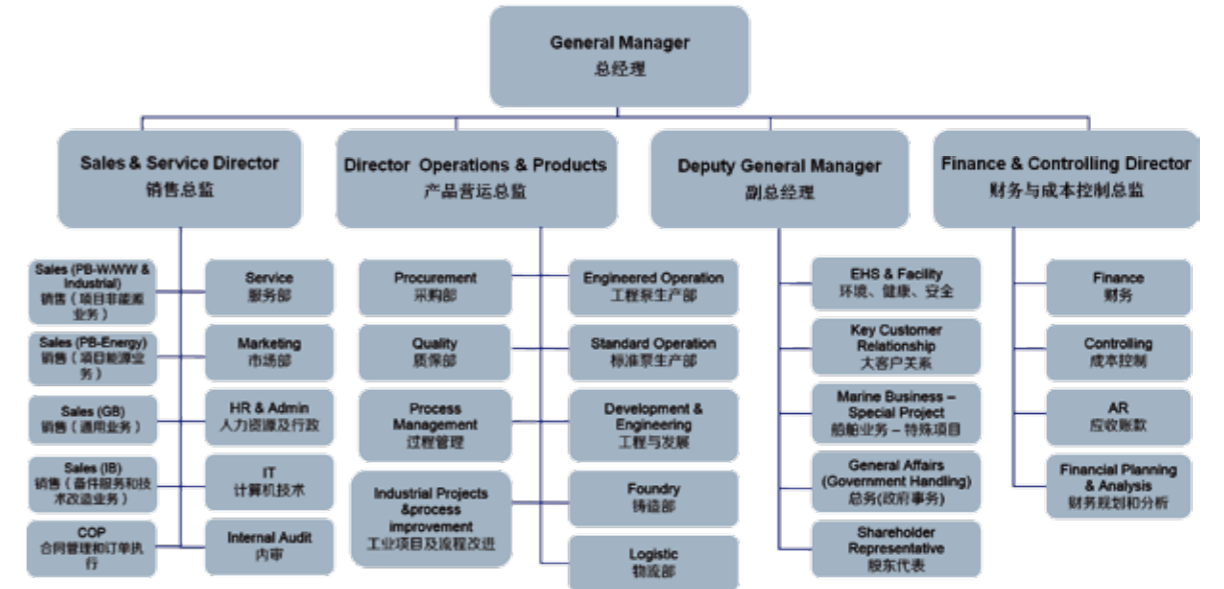 General Manager
总经理
Sales & Service Director
销售总监
Director Operations & Products
产品营运总监
Deputy General Manager
副总经理
Finance & Controlling Director
财务与成本控制总监
Sales (PB-W/WW &
Industrial)
销售（项目非能源
业务）
Sales (PB-Energy)
销售（项目能源业
务）
Sales (GB)
销售（通用业务）
Sales (IB)
销售（备件服务和技
术改造业务）
COP
合同管理和订单执
行
Service
服务部
Marketing
市场部
HR & Admin
人力资源及行政
IT
计算机技术
Internal Audit
内审
Procurement
采购部
Quality
质保部
Process
Management
过程管理
Industrial Projects
&process
improvement
工业项目及流程改进
Engineered Operation
工程泵生产部
Standard Operation
标准泵生产部
Development &
Engineering
工程与发展
Foundry
铸造部
Logistic
物流部
EHS & Facility
环境、健康、安全
Key Customer
Relationship
大客户关系
Marine Business –
Special Project
船舶业务 – 特殊项目
General Affairs
(Government Handling)
总务(政府事务)
Shareholder
Representative
股东代表
Finance
财务
Controlling
成本控制
AR
应收账款
Financial Planning
& Analysis
财务规划和分析